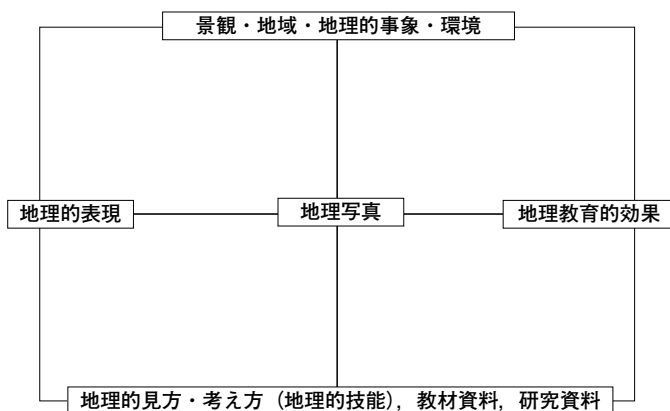 景観・地域・地理的事象・環境
地理的表現
地理写真
地理教育的効果
地理的見方・考え方（地理的技能），教材資料，研究資料